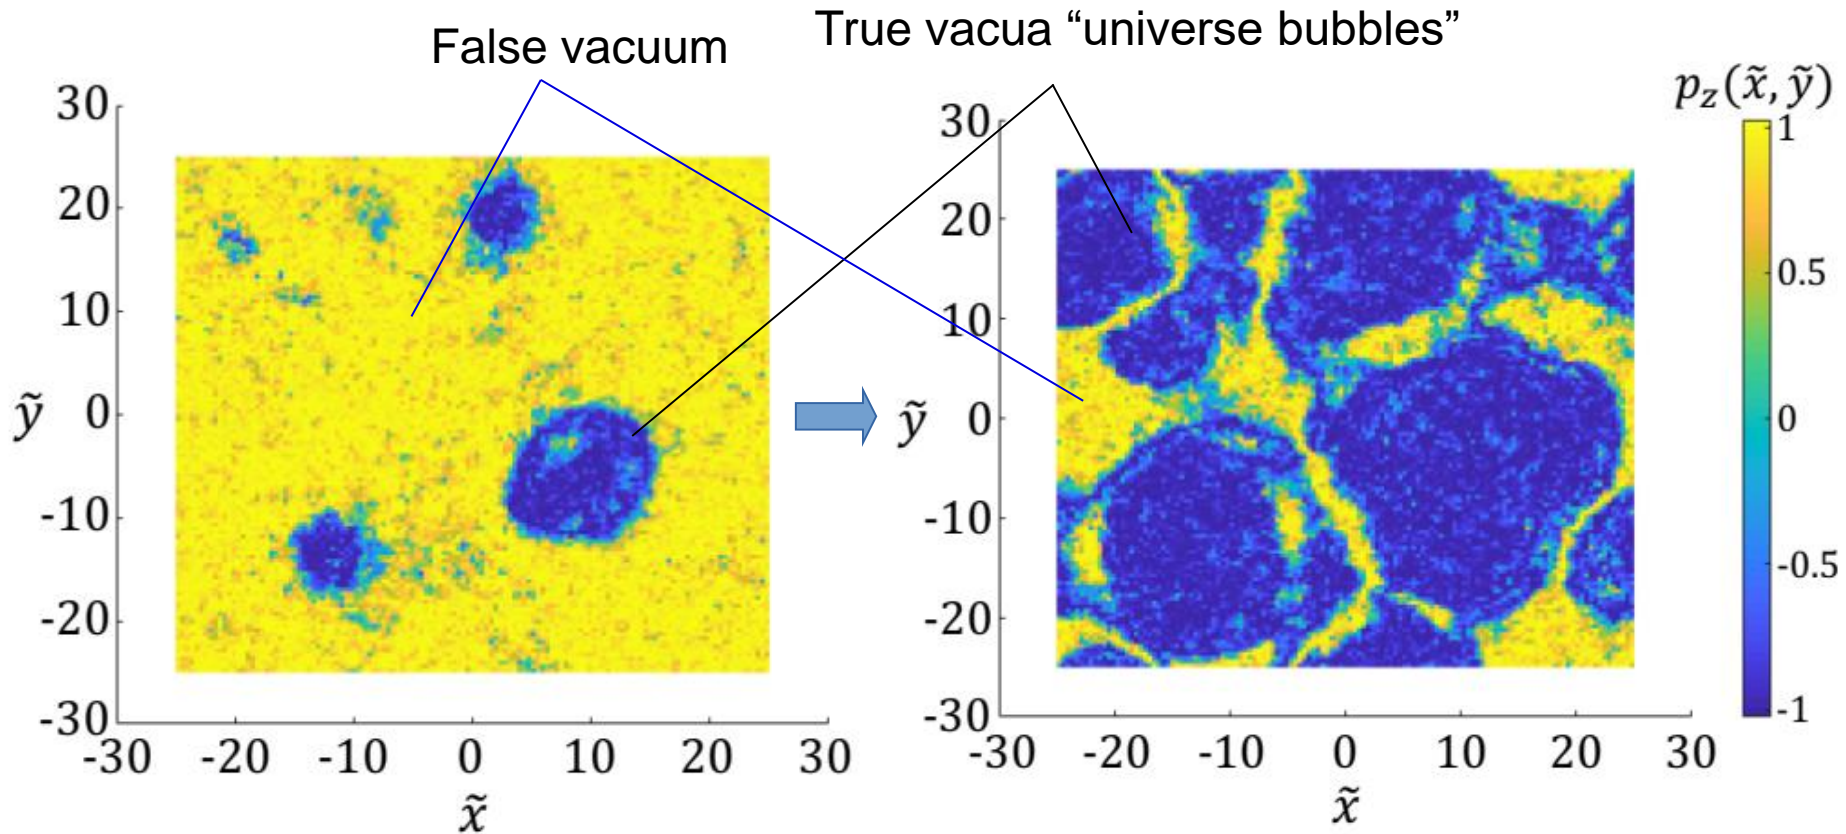 False vacuum
True vacua “universe bubbles”
p_z(x̃, ỹ)
30
20
10
0
-10
-20
-30
ỹ
-30 -20 -10 0 10 20 30
x̃
30
20
10
0
-10
-20
-30
ỹ
-30 -20 -10 0 10 20 30
x̃
1
0.5
0
-0.5
-1